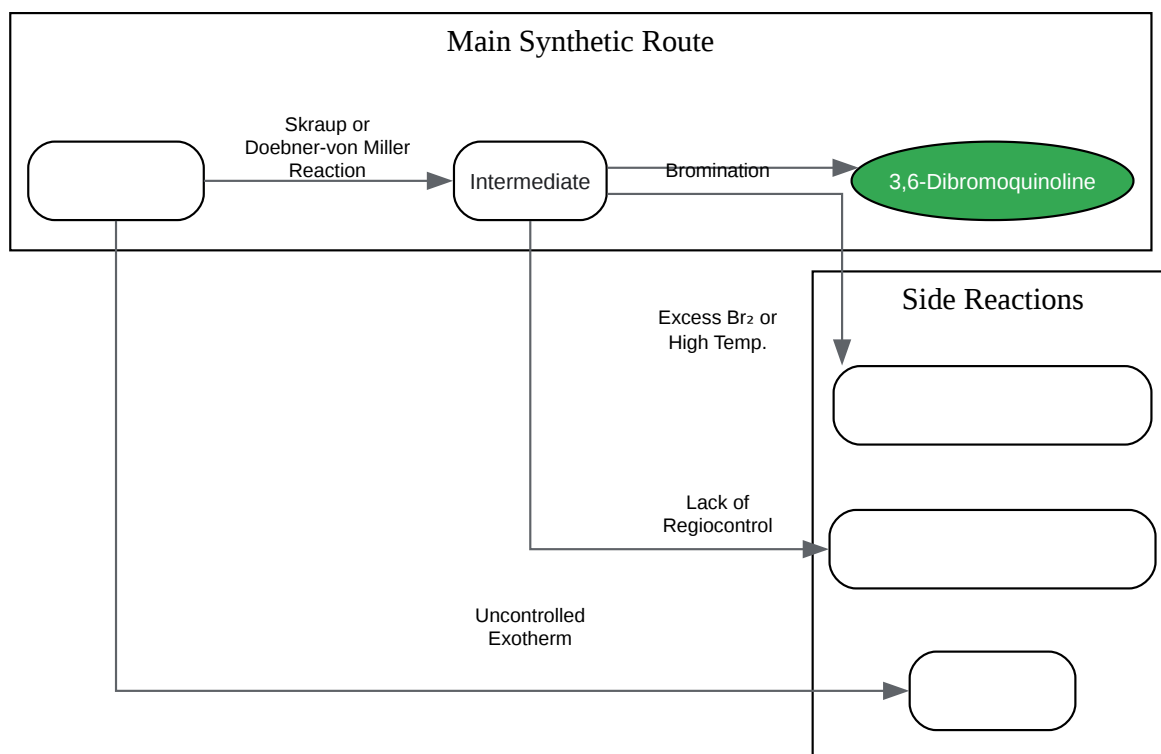 Main Synthetic Route
Skraup or
Doebner-von Miller
Reaction
Intermediate
Bromination
3,6-Dibromoquinoline
Side Reactions
Excess Br₂ or
High Temp.
Lack of
Regiocontrol
Uncontrolled
Exotherm